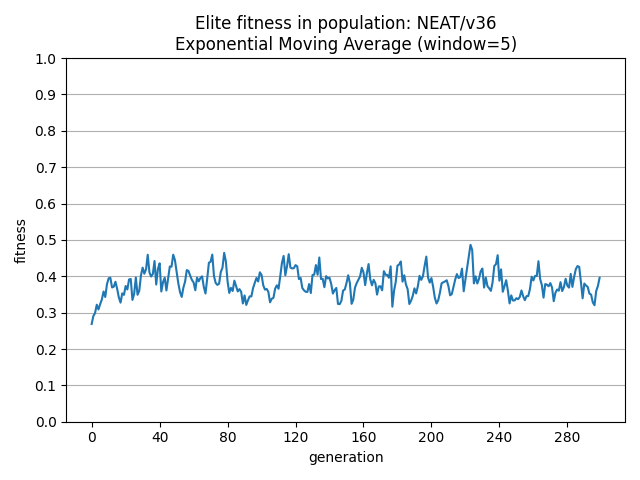 Elite fitness in population: NEAT/v36
Exponential Moving Average (window=5)
1.0
0.9
0.8
0.7
0.6
0.5
0.4
0.3
0.2
0.1
0.0
fitness
0 40 80 120 160 200 240 280
generation